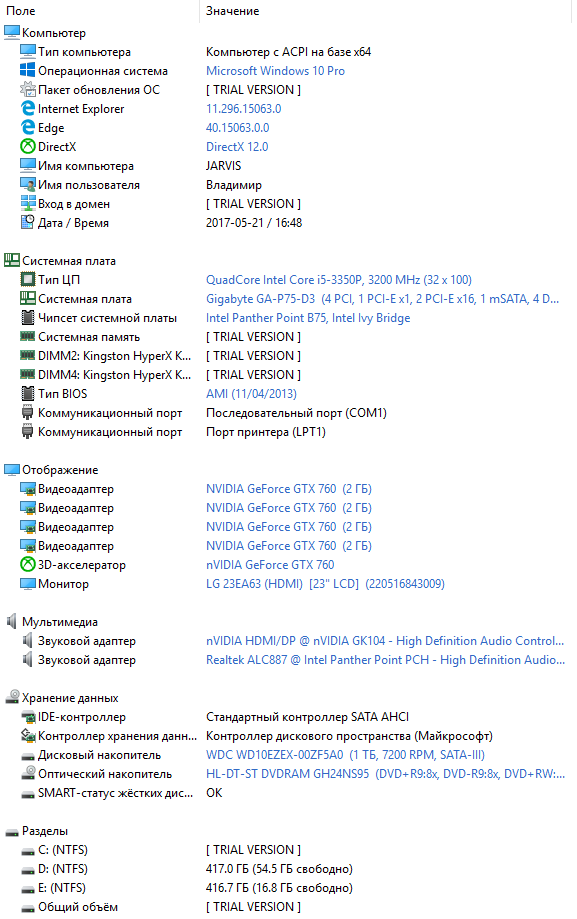 Поле Значение
Компьютер
Тип компьютера Компьютер с ACPI на базе x64
Операционная система Microsoft Windows 10 Pro
Пакет обновления ОС [ TRIAL VERSION ]
Internet Explorer 11.296.15063.0
Edge 40.15063.0.0
DirectX DirectX 12.0
Имя компьютера JARVIS
Имя пользователя Владимир
Вход в домен [ TRIAL VERSION ]
Дата / Время 2017-05-21 / 16:48
Системная плата
Тип ЦП QuadCore Intel Core i5-3350P, 3200 MHz (32 x 100)
Системная плата Gigabyte GA-P75-D3 (4 PCI, 1 PCI-E x1, 2 PCI-E x16, 1 mSATA, 4 D...
Чипсет системной платы Intel Panther Point B75, Intel Ivy Bridge
Системная память [ TRIAL VERSION ]
DIMM2: Kingston HyperX K... [ TRIAL VERSION ]
DIMM4: Kingston HyperX K... [ TRIAL VERSION ]
Тип BIOS AMI (11/04/2013)
Коммуникационный порт Последовательный порт (COM1)
Коммуникационный порт Порт принтера (LPT1)
Отображение
Видеоадаптер NVIDIA GeForce GTX 760 (2 ГБ)
Видеоадаптер NVIDIA GeForce GTX 760 (2 ГБ)
Видеоадаптер NVIDIA GeForce GTX 760 (2 ГБ)
Видеоадаптер NVIDIA GeForce GTX 760 (2 ГБ)
3D-акселератор nVIDIA GeForce GTX 760
Монитор LG 23EA63 (HDMI) [23" LCD] (220516843009)
Мультимедиа
Звуковой адаптер nVIDIA HDMI/DP @ nVIDIA GK104 - High Definition Audio Control...
Звуковой адаптер Realtek ALC887 @ Intel Panther Point PCH - High Definition Audio...
Хранение данных
IDE-контроллер Стандартный контроллер SATA AHCI
Контроллер хранения данн... Контроллер дискового пространства (Майкрософт)
Дисковый накопитель WDC WD10EZEX-00ZF5A0 (1 ТБ, 7200 RPM, SATA-III)
Оптический накопитель HL-DT-ST DVDRAM GH24NS95 (DVD+R9:8x, DVD-R9:8x, DVD+RW:...
SMART-статус жёстких дис... OK
Разделы
C: (NTFS) [ TRIAL VERSION ]
D: (NTFS) 417.0 ГБ (54.5 ГБ свободно)
E: (NTFS) 416.7 ГБ (16.8 ГБ свободно)
Общий объём [ TRIAL VERSION ]